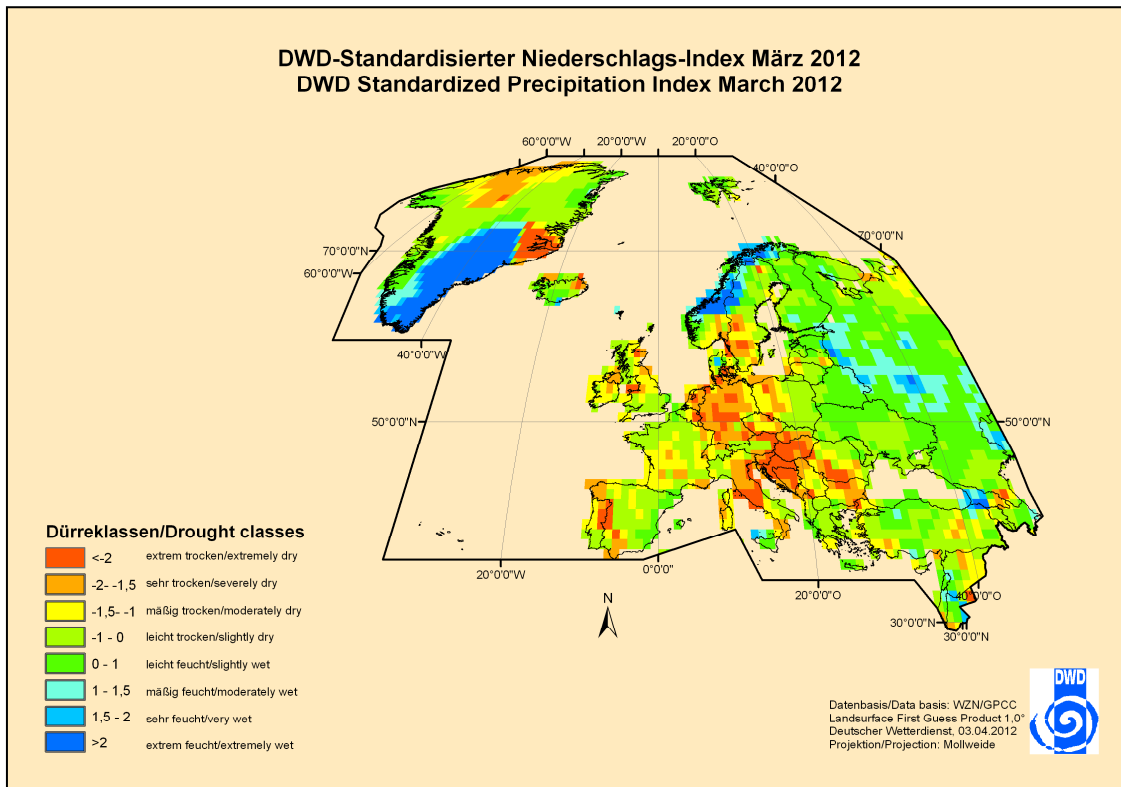 DWD-Standardisierter Niederschlags-Index März 2012
DWD Standardized Precipitation Index March 2012
60°0'0"W 20°0'0"W 20°0'0"O
40°0'0"O
70°0'0"N 70°0'0"N
60°0'0"W
40°0'0"W
50°0'0"N 50°0'0"N
20°0'0"W 0°0'0" 20°0'0"O 40°0'0"O
30°0'0"N 30°0'0"N
N
Dürreklassen/Drought classes
<-2 extrem trocken/extremely dry
-2- -1,5 sehr trocken/severely dry
-1,5- -1 mäßig trocken/moderately dry
-1 - 0 leicht trocken/slightly dry
0 - 1 leicht feucht/slightly wet
1 - 1,5 mäßig feucht/moderately wet
1,5 - 2 sehr feucht/very wet
>2 extrem feucht/extremely wet
DWD
Datenbasis/Data basis: WZN/GPCC
Landsurface First Guess Product 1,0°
Deutscher Wetterdienst, 03.04.2012
Projektion/Projection: Mollweide